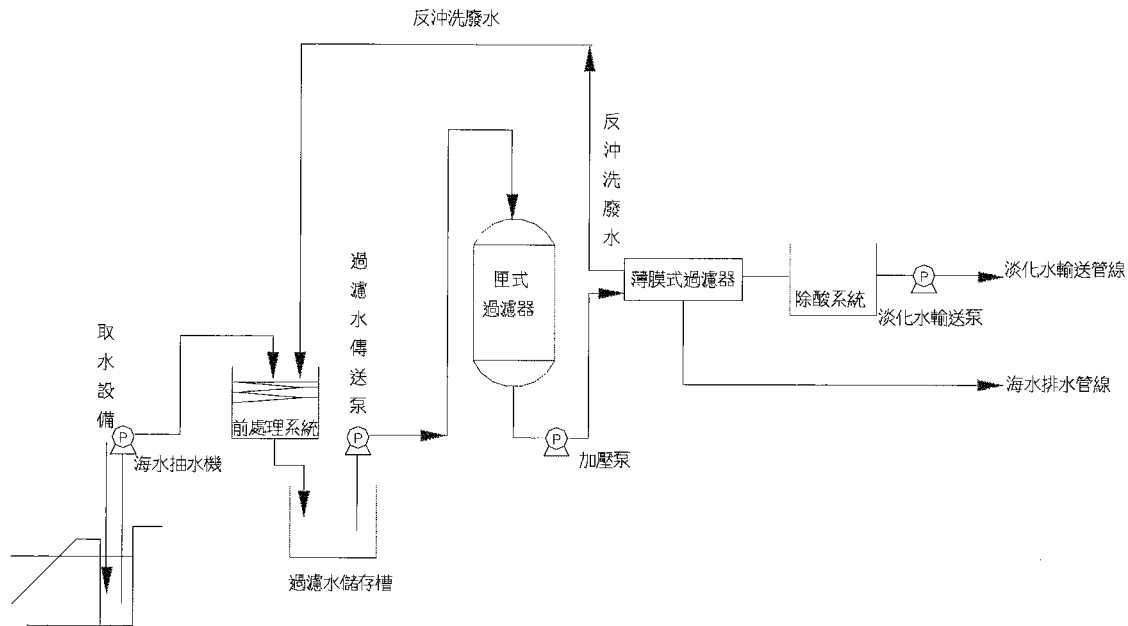 反沖洗廢水
反沖洗廢水
取水設備
海水抽水機
前處理系統
過濾水儲存槽
過濾水傳送泵
匣式
過濾器
加壓泵
薄膜式過濾器
除酸系統
淡化水輸送泵
淡化水輸送管線
海水排水管線
P
P
P
P